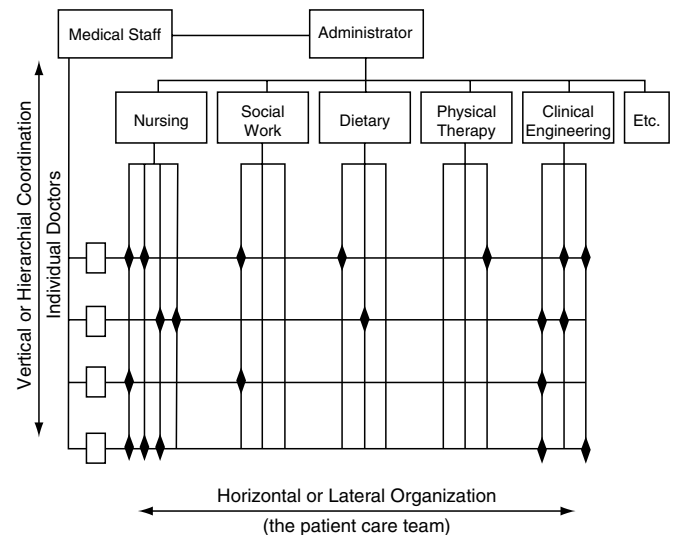 Medical Staff
Administrator
Nursing
Social
Work
Dietary
Physical
Therapy
Clinical
Engineering
Etc.
Vertical or Hierarchial Coordination
Individual Doctors
Horizontal or Lateral Organization
(the patient care team)